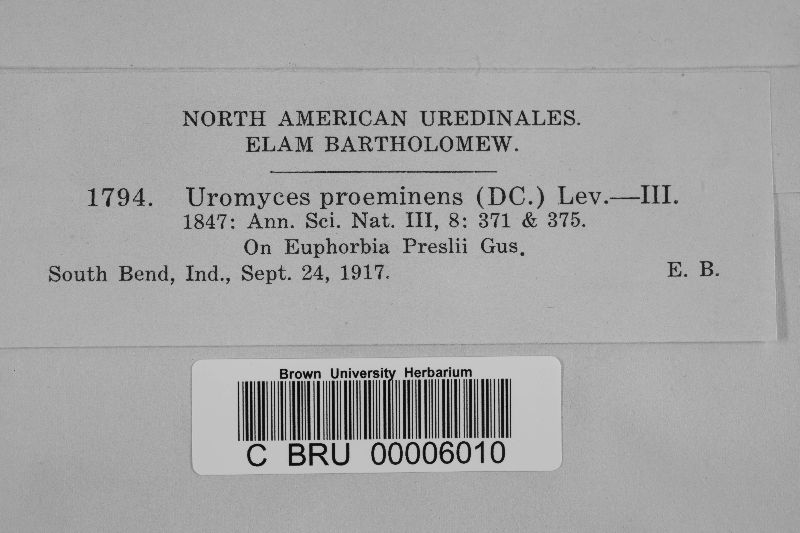 NORTH AMERICAN UREDINALES.
ELAM BARTHOLOMEW.
1794. Uromyces proeminens (DC.) Lev.—III.
1847: Ann. Sci. Nat. III, 8: 371 & 375.
On Euphorbia Preslii Gus.
South Bend, Ind., Sept. 24, 1917. E. B.
Brown University Herbarium
C BRU 00006010